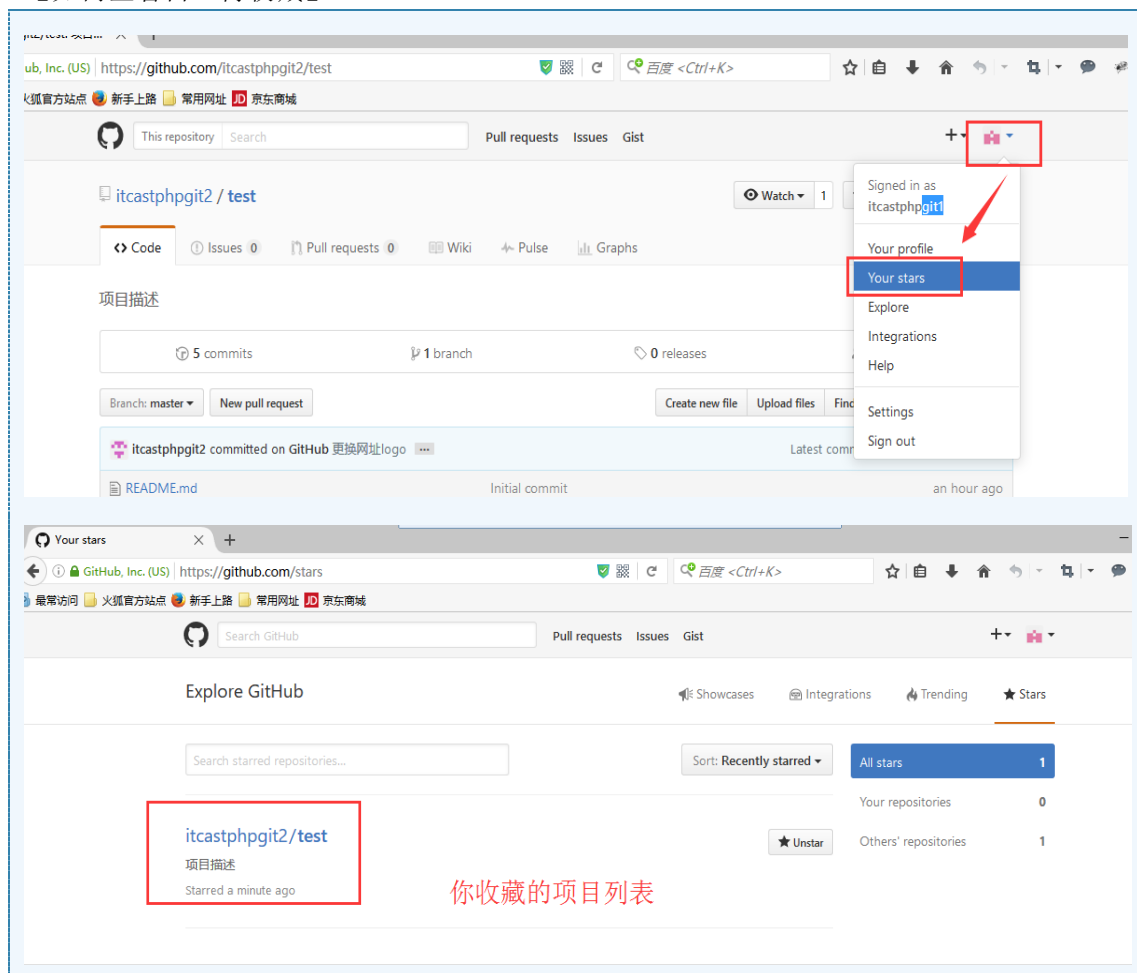 ub, Inc. (US) https://github.com/itcastphpgit2/test 百度 <Ctrl+K>
火狐官方站点 新手上路 常用网址 JD 京东商城
This repository Search Pull requests Issues Gist
Signed in as
itcastphpgit2 / test Watch 1 itcastphpgit1
Code Issues 0 Pull requests 0 Wiki Pulse Graphs Your profile
Your stars
项目描述
Explore
Integrations
5 commits 1 branch 0 releases
Help
Branch: master New pull request Create new file Upload files Find
Settings
Sign out
itcastphpgit2 committed on GitHub 更换网址logo ... Latest comm
README.md Initial commit an hour ago
Your stars
GitHub, Inc. (US) https://github.com/stars 百度 <Ctrl+K>
最常访问 火狐官方站点 新手上路 常用网址 JD 京东商城
Search GitHub Pull requests Issues Gist
Explore GitHub Showcases Integrations Trending Stars
Search starred repositories... Sort: Recently starred All stars 1
Your repositories 0
itcastphpgit2/test Unstar Others' repositories 1
项目描述
Starred a minute ago
你收藏的项目列表